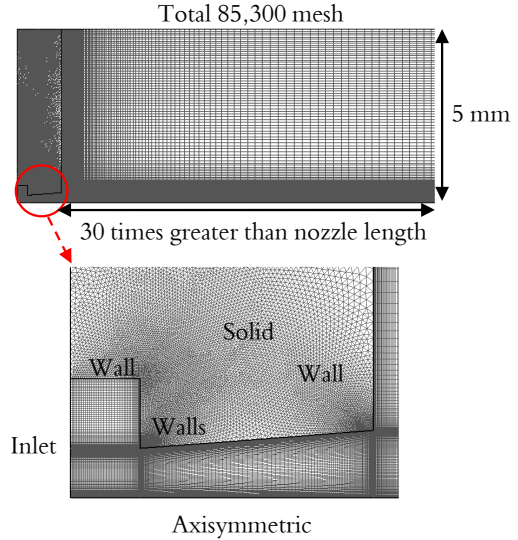 Total 85,300 mesh
5 mm
30 times greater than nozzle length
Solid
Wall
Wall
Walls
Inlet
Axisymmetric